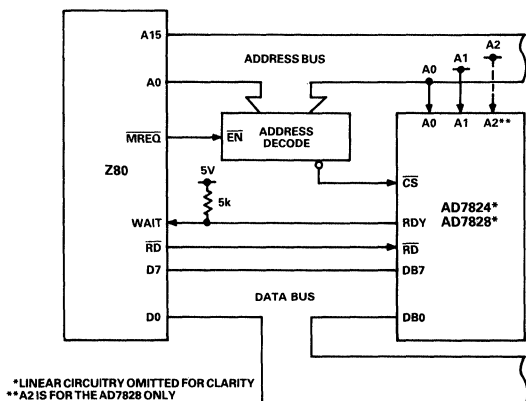 A15
ADDRESS BUS
A2
A1
A0
A0
A0 A1 A2**
MREQ
EN
ADDRESS
DECODE
Z80
5V
5k
CS
AD7824*
AD7828*
WAIT
RDY
RD
RD
D7
DB7
DATA BUS
D0
DB0
*LINEAR CIRCUITRY OMITTED FOR CLARITY
**A2 IS FOR THE AD7828 ONLY